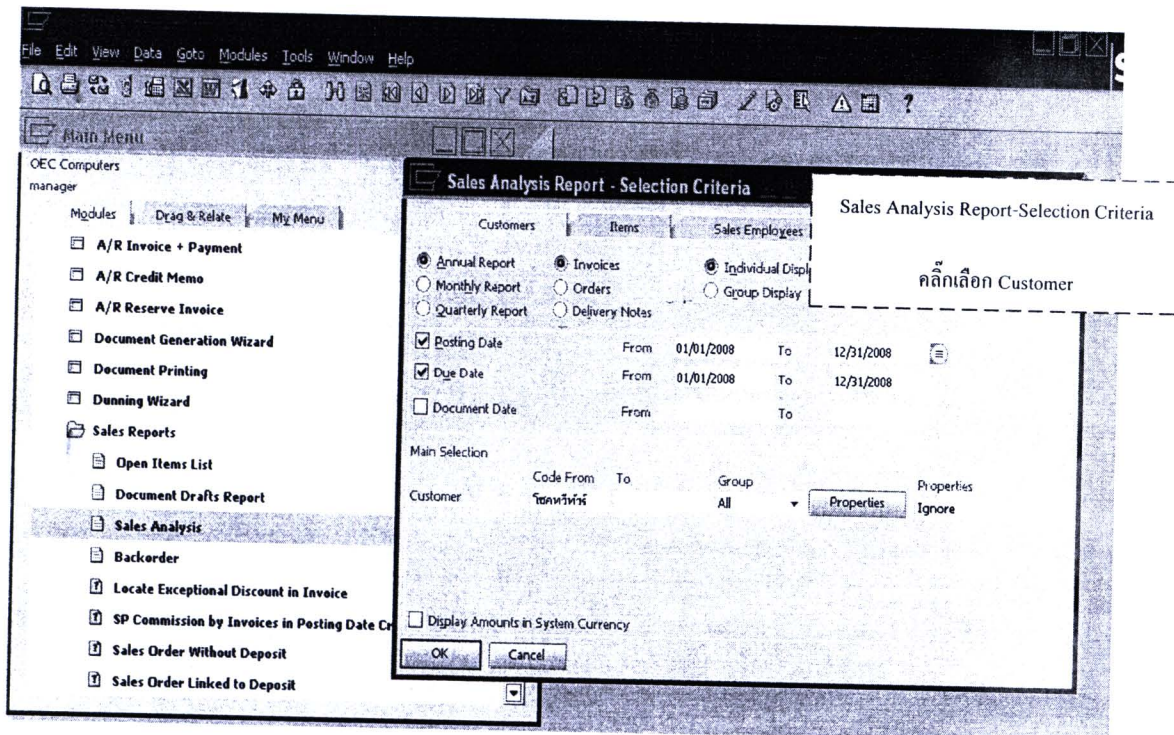 File Edit View Data Goto Modules Tools Window Help
Main Menu
OEC Computers
manager
Modules Drag & Relate My Menu
A/R Invoice + Payment
A/R Credit Memo
A/R Reserve Invoice
Document Generation Wizard
Document Printing
Dunning Wizard
Sales Reports
Open Items List
Document Drafts Report
Sales Analysis
Backorder
Locate Exceptional Discount in Invoice
SP Commission by Invoices in Posting Date Cr
Sales Order Without Deposit
Sales Order Linked to Deposit
Sales Analysis Report - Selection Criteria
Customers Items Sales Employees
Annual Report Invoices Individual Displ
Monthly Report Orders Group Display
Quarterly Report Delivery Notes
Posting Date From 01/01/2008 To 12/31/2008
Due Date From 01/01/2008 To 12/31/2008
Document Date From To
Main Selection
Code From To Group Properties
Customer All Properties Ignore
Display Amounts in System Currency
OK Cancel
Sales Analysis Report-Selection Criteria
คลิ๊กเลือก Customer